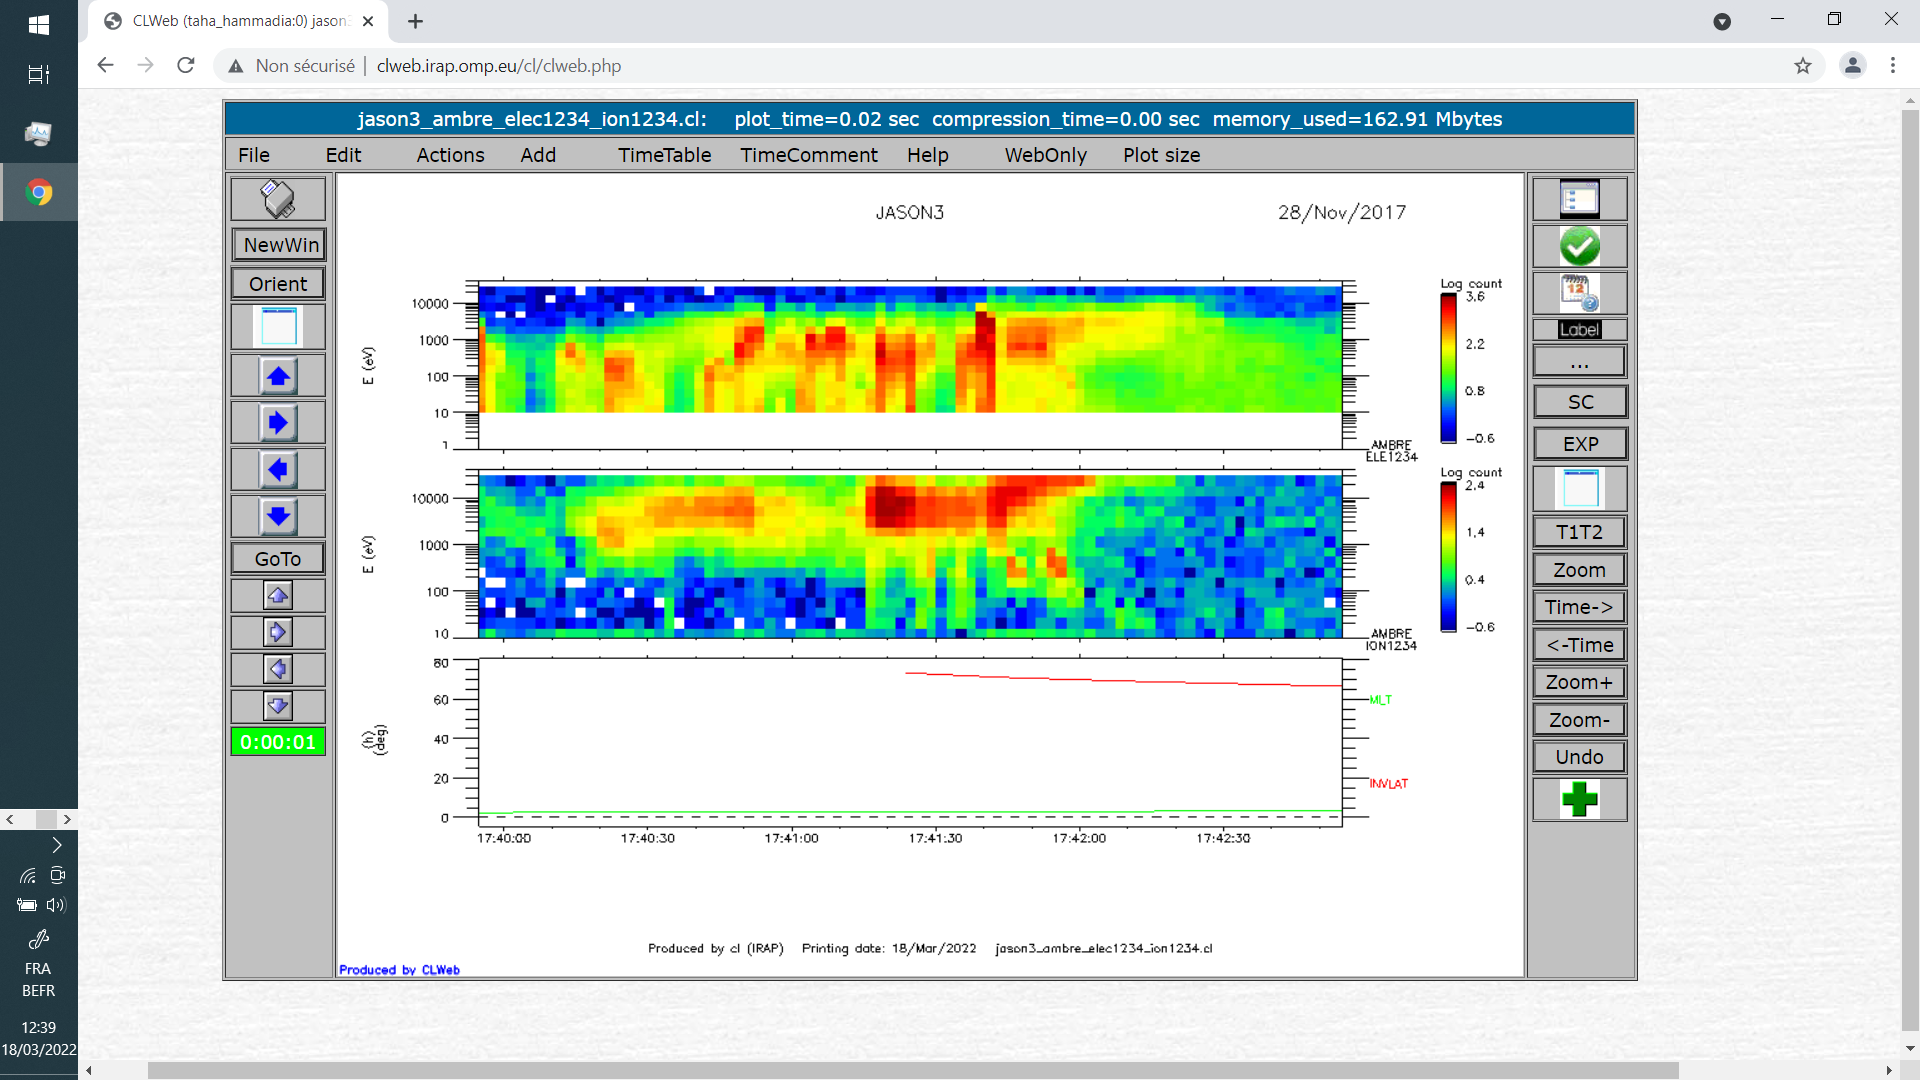 CLWeb (taha_hammadia:0) jason3
Non sécurisé | clweb.irap.omp.eu/cl/clweb.php
jason3_ambre_elec1234_ion1234.cl: plot_time=0.02 sec compression_time=0.00 sec memory_used=162.91 Mbytes
File Edit Actions Add TimeTable TimeComment Help WebOnly Plot size
NewWin
Orient
GoTo
0:00:01
JASON3 28/Nov/2017
Log count
3.6
2.2
0.8
-0.6
10000
1000
100
10
1
E (eV)
AMBRE
ELE1234
Log count
2.4
1.4
0.4
-0.6
10000
1000
100
10
E (eV)
AMBRE
ION1234
80
60
40
20
0
(h)
(deg)
MLT
INVLAT
17:40:00 17:40:30 17:41:00 17:41:30 17:42:00 17:42:30
Produced by cl (IRAP) Printing date: 18/Mar/2022 jason3_ambre_elec1234_ion1234.cl
Produced by CLWeb
12
Label
...
SC
EXP
T1T2
Zoom
Time->
<-Time
Zoom+
Zoom-
Undo
FRA
BEFR
12:39
18/03/2022